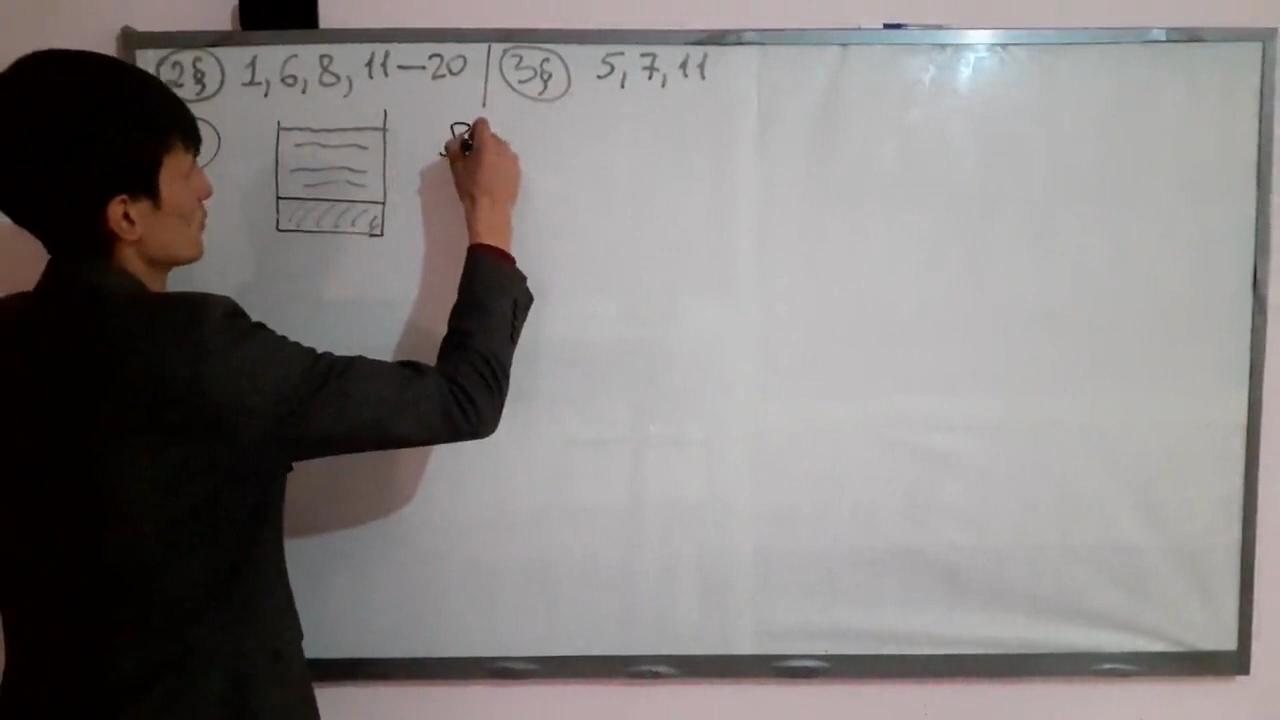 2§ 1, 6, 8, 11—20 | 3§ 5, 7, 11